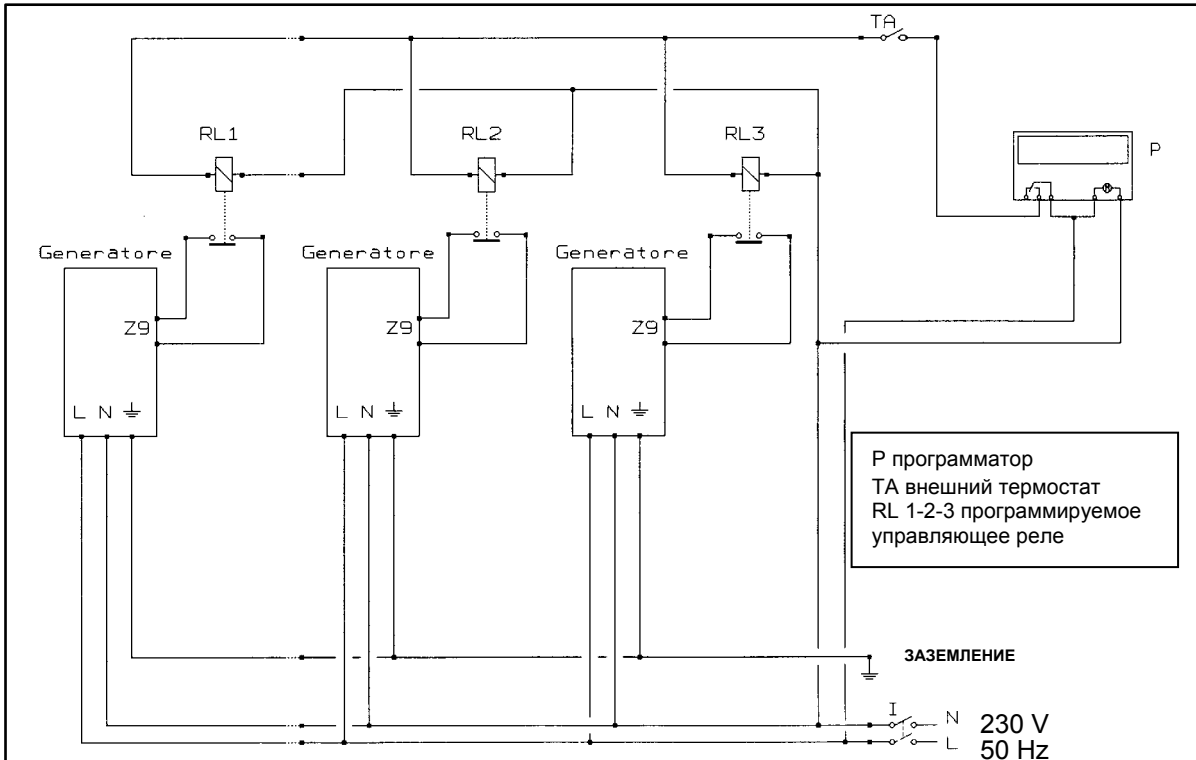 TA
RL1
RL2
RL3
P
M
Generatore
Generatore
Generatore
Z9
Z9
Z9
L N
L N
L N
P программатор
TA внешний термостат
RL 1-2-3 программируемое
управляющее реле
ЗАЗЕМЛЕНИЕ
I
N 230 V
L 50 Hz